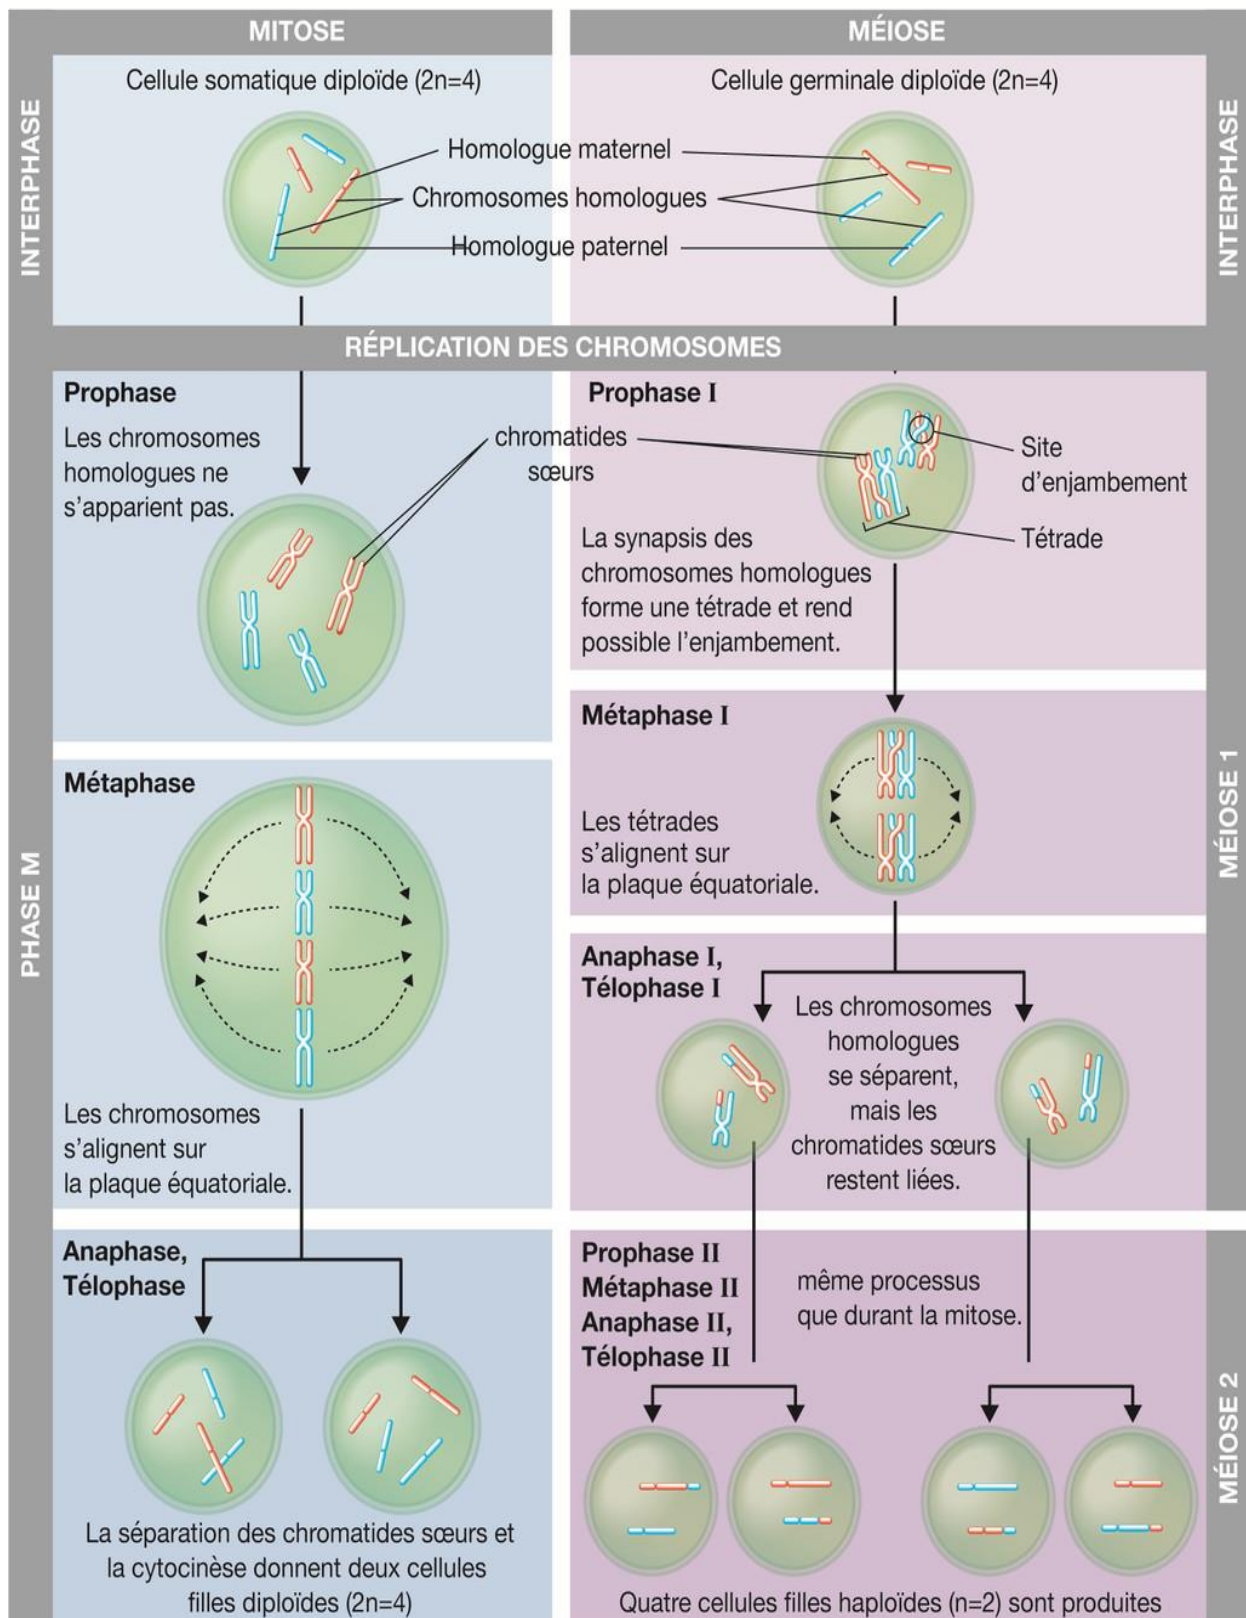 MITOSE
MÉIOSE
INTERPHASE
Cellule somatique diploïde (2n=4)
Cellule germinale diploïde (2n=4)
INTERPHASE
Homologue maternel
Chromosomes homologues
Homologue paternel
RÉPLICATION DES CHROMOSOMES
PHASE M
Prophase
Les chromosomes
homologues ne
s'apparient pas.
chromatides
sœurs
Prophase I
Site
d'enjambement
Tétrade
La synapsis des
chromosomes homologues
forme une tétrade et rend
possible l'enjambement.
MÉIOSE 1
Métaphase
Les chromosomes
s'alignent sur
la plaque équatoriale.
Métaphase I
Les tétrades
s'alignent sur
la plaque équatoriale.
Anaphase I,
Télophase I
Les chromosomes
homologues
se séparent,
mais les
chromatides sœurs
restent liées.
Anaphase,
Télophase
La séparation des chromatides sœurs et
la cytocinèse donnent deux cellules
filles diploïdes (2n=4)
Prophase II
Métaphase II
Anaphase II,
Télophase II
même processus
que durant la mitose.
MÉIOSE 2
Quatre cellules filles haploïdes (n=2) sont produites